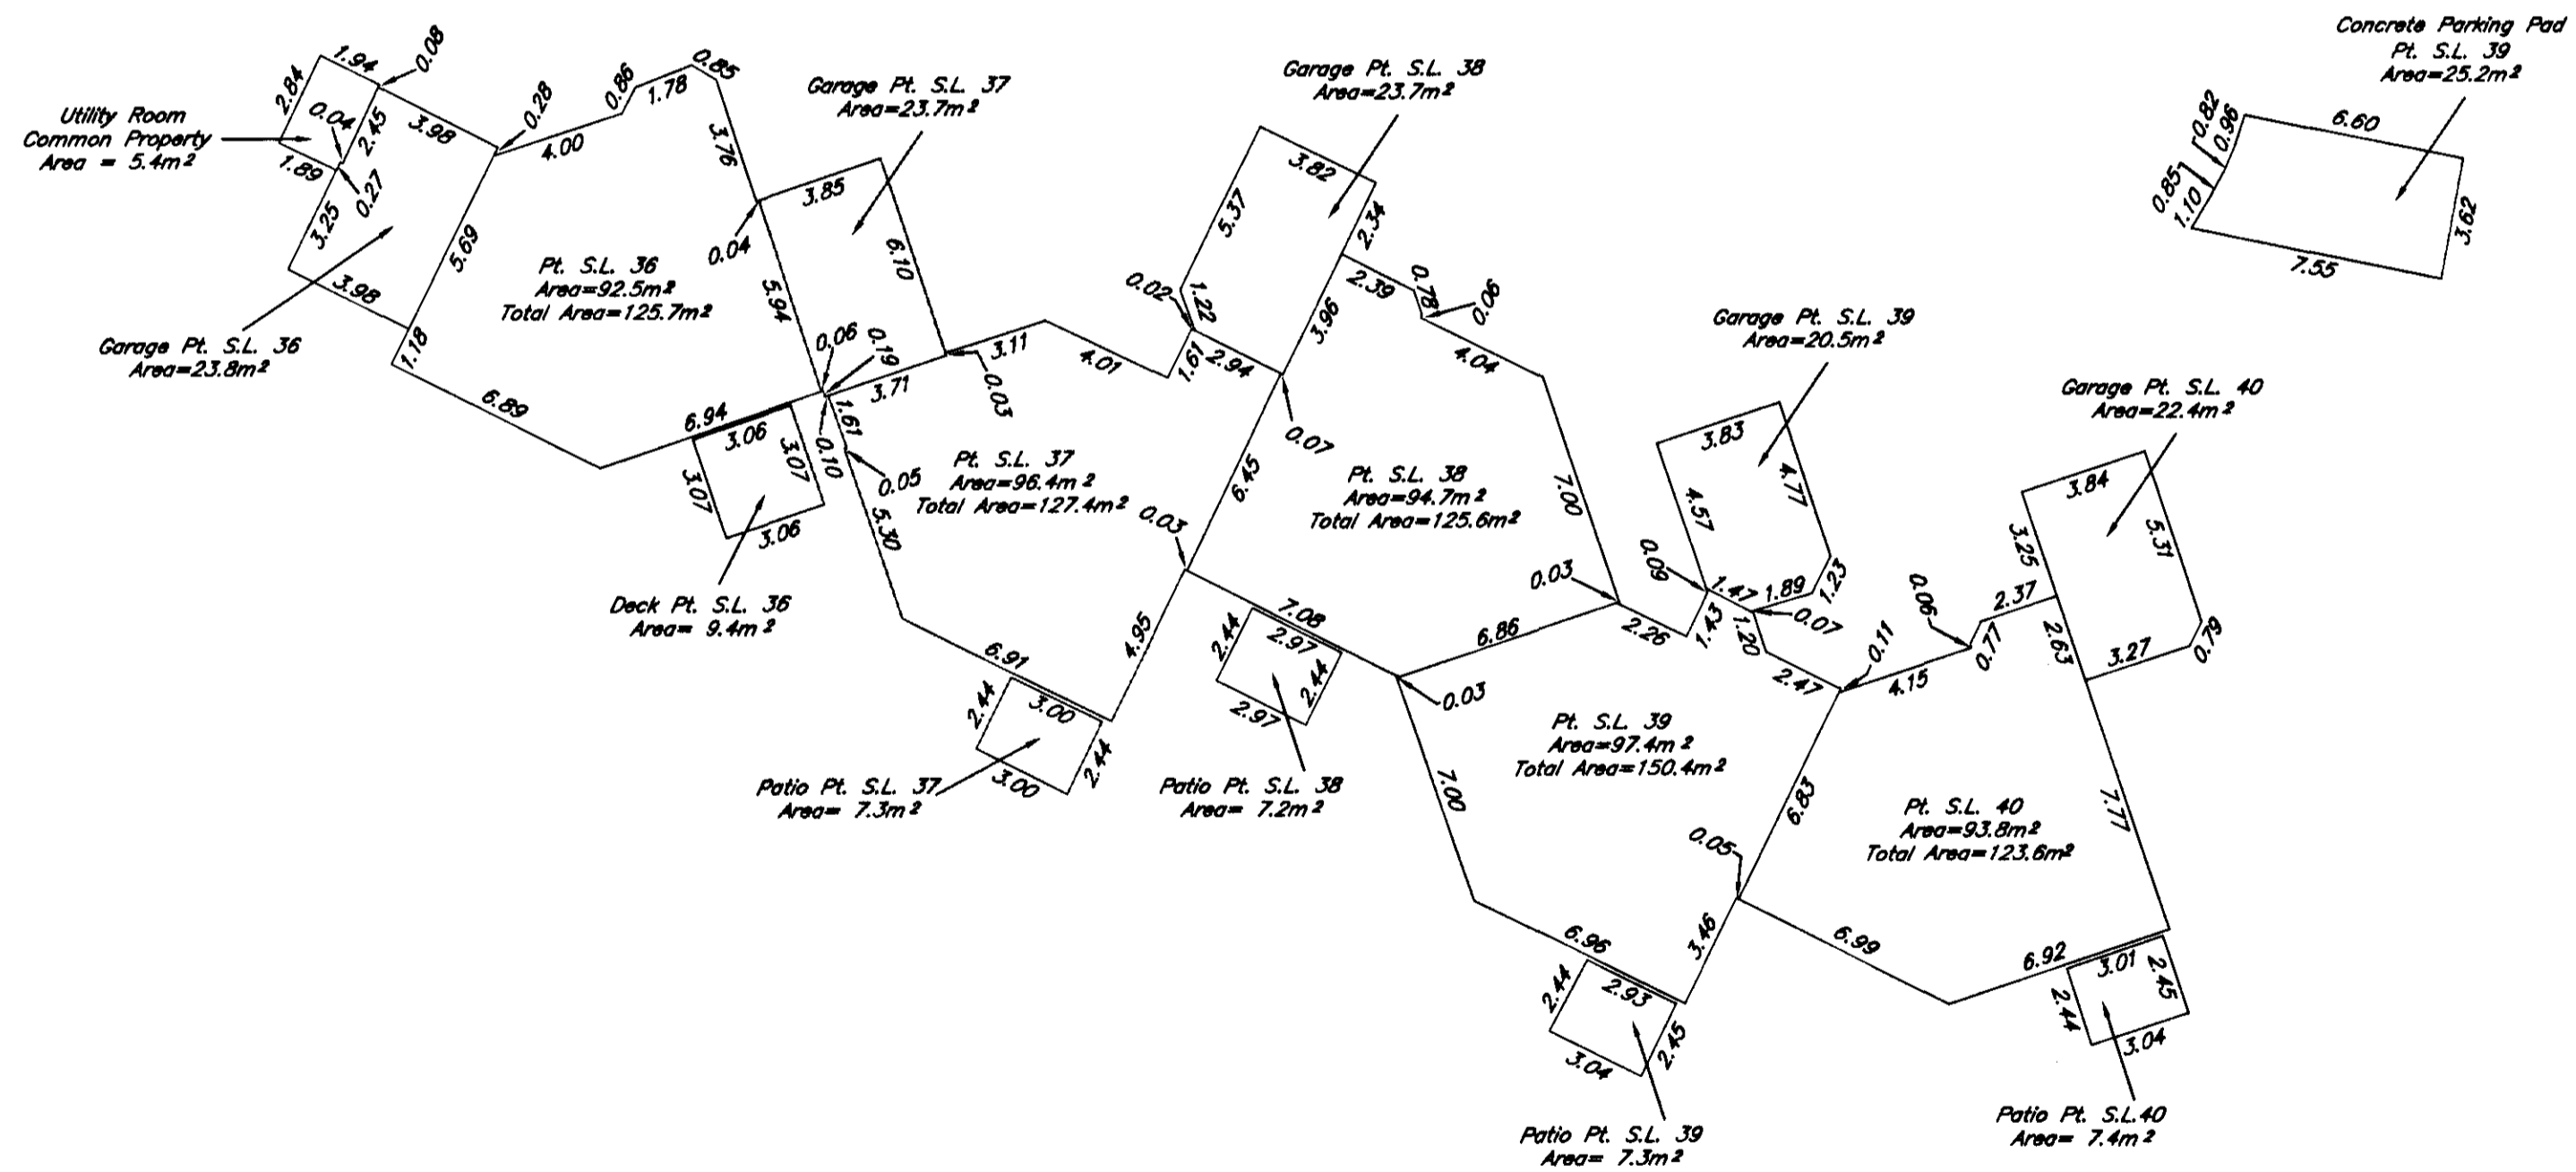 Concrete Parking Pad
Pt. S.L. 39
Area=25.2m²
0.82
0.96
6.60
0.85
1.10
3.62
7.55
1.94
0.08
2.84
Utility Room
Common Property
Area = 5.4m²
0.04
2.45
1.89
0.27
3.25
3.98
0.28
3.98
5.69
1.18
Garage Pt. S.L. 36
Area=23.8m²
4.00
0.86
1.78
0.85
3.76
0.04
5.94
Pt. S.L. 36
Area=92.5m²
Total Area=125.7m²
6.89
6.94
3.06
3.07
3.07
3.06
Deck Pt. S.L. 36
Area= 9.4m²
Garage Pt. S.L. 37
Area=23.7m²
3.85
6.10
0.06
0.19
3.71
0.03
3.11
4.01
1.61
0.10
0.05
5.30
Pt. S.L. 37
Area=96.4m²
Total Area=127.4m²
6.91
4.95
2.44
3.00
2.44
3.00
Patio Pt. S.L. 37
Area= 7.3m²
Garage Pt. S.L. 38
Area=23.7m²
3.82
5.37
2.34
0.02
1.22
1.61
2.94
3.96
2.39
0.78
0.06
4.04
0.07
6.45
0.03
Pt. S.L. 38
Area=94.7m²
Total Area=125.6m²
7.00
0.03
7.08
6.86
2.44
2.97
2.44
2.97
0.03
Patio Pt. S.L. 38
Area= 7.2m²
Garage Pt. S.L. 39
Area=20.5m²
3.83
4.57
4.77
0.09
1.47
1.89
1.23
2.26
1.43
0.07
1.20
2.47
0.11
Pt. S.L. 39
Area=97.4m²
Total Area=150.4m²
7.00
6.83
0.05
6.96
3.46
2.44
2.93
2.45
3.04
Patio Pt. S.L. 39
Area= 7.3m²
Garage Pt. S.L. 40
Area=22.4m²
3.84
3.25
5.31
0.06
2.37
0.77
4.15
2.63
3.27
0.79
Pt. S.L. 40
Area=93.8m²
Total Area=123.6m²
7.77
6.99
6.92
3.01
2.45
2.44
3.04
Patio Pt. S.L.40
Area= 7.4m²